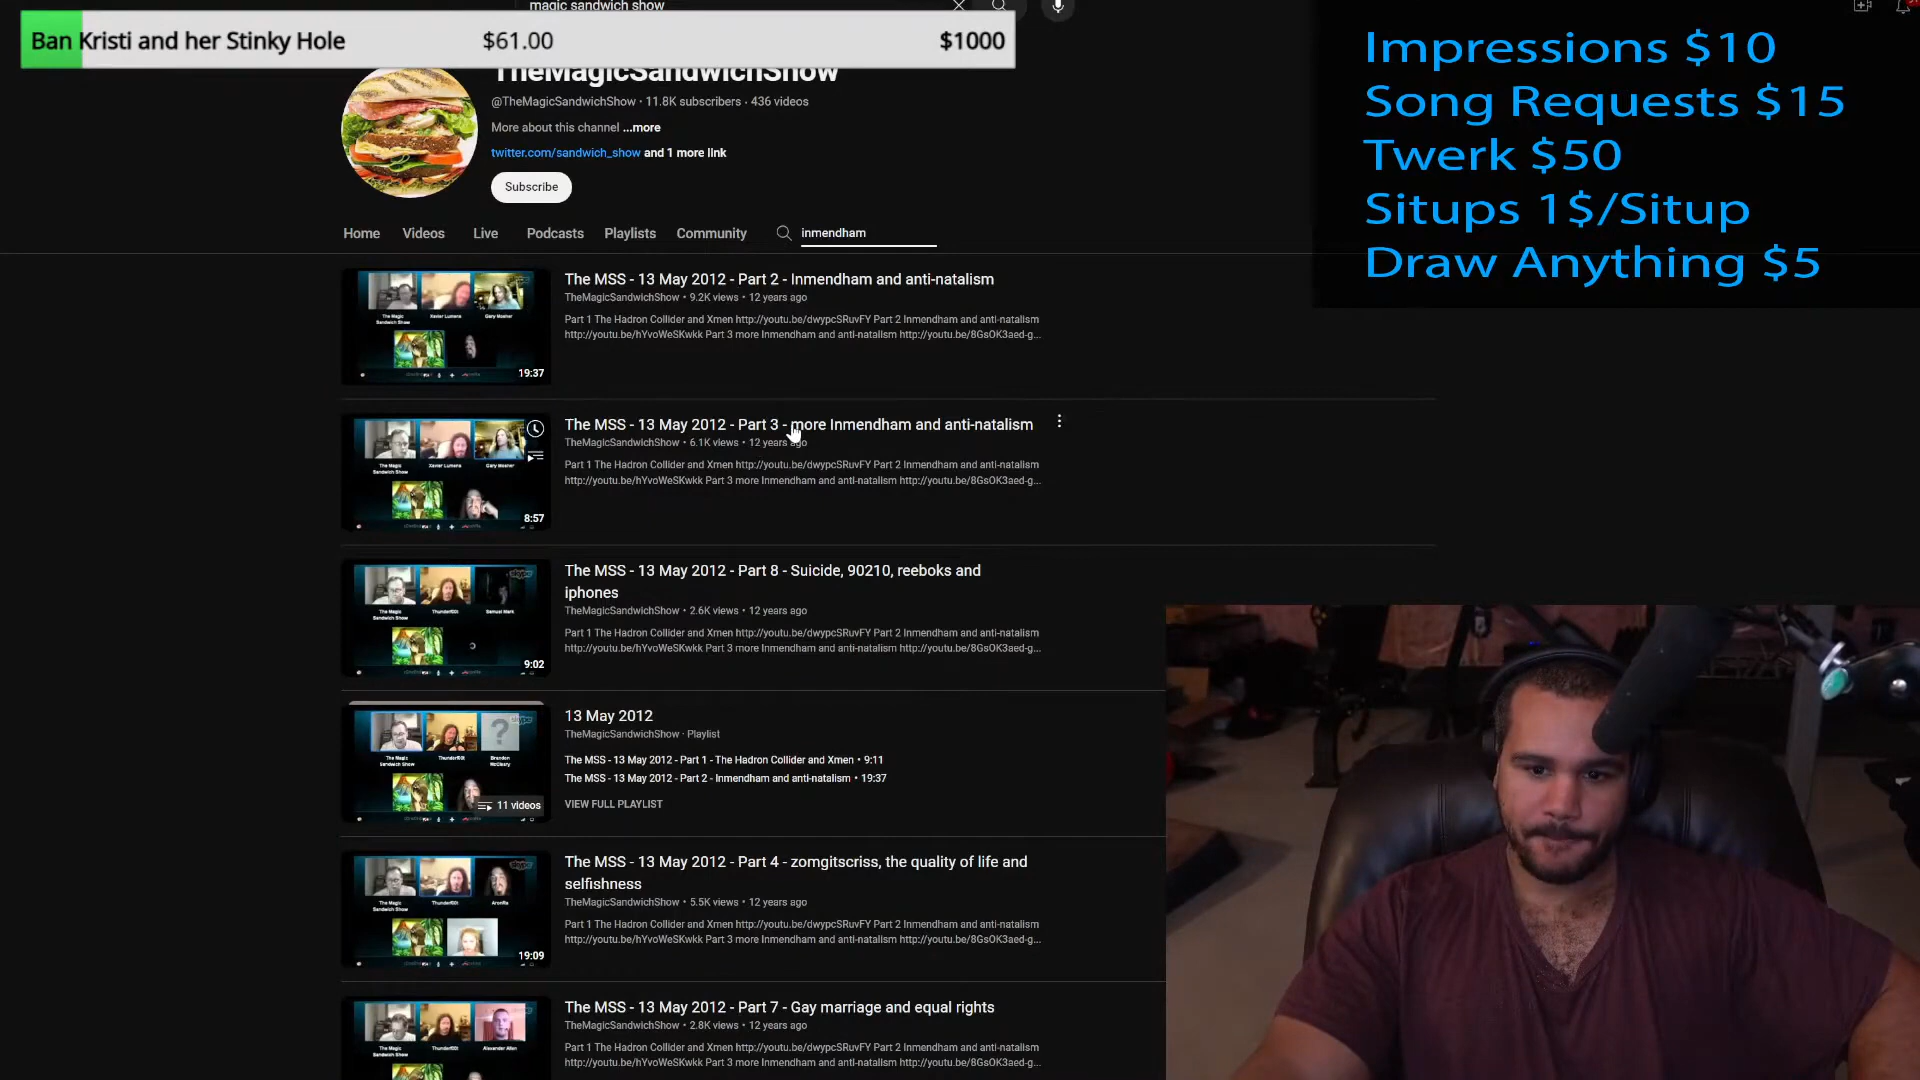 magic sandwich show
Ban Kristi and her Stinky Hole $61.00 $1000
TheMagicSandwichShow
@TheMagicSandwichShow • 11.8K subscribers • 436 videos
More about this channel ...more
twitter.com/sandwich_show and 1 more link
Subscribe
Home Videos Live Podcasts Playlists Community inmendham
Impressions $10
Song Requests $15
Twerk $50
Situps 1$/Situp
Draw Anything $5
The MSS - 13 May 2012 - Part 2 - Inmendham and anti-natalism
TheMagicSandwichShow • 9.2K views • 12 years ago
Part 1 The Hadron Collider and Xmen http://youtu.be/dwypcSRuvFY Part 2 Inmendham and anti-natalism
http://youtu.be/hYvoWeSKwkk Part 3 more Inmendham and anti-natalism http://youtu.be/8GsOK3aed-g...
19:37
The MSS - 13 May 2012 - Part 3 - more Inmendham and anti-natalism
TheMagicSandwichShow • 6.1K views • 12 years ago
Part 1 The Hadron Collider and Xmen http://youtu.be/dwypcSRuvFY Part 2 Inmendham and anti-natalism
http://youtu.be/hYvoWeSKwkk Part 3 more Inmendham and anti-natalism http://youtu.be/8GsOK3aed-g...
8:57
The MSS - 13 May 2012 - Part 8 - Suicide, 90210, reeboks and
iphones
TheMagicSandwichShow • 2.6K views • 12 years ago
Part 1 The Hadron Collider and Xmen http://youtu.be/dwypcSRuvFY Part 2 Inmendham and anti-natalism
http://youtu.be/hYvoWeSKwkk Part 3 more Inmendham and anti-natalism http://youtu.be/8GsOK3aed-g...
9:02
13 May 2012
TheMagicSandwichShow · Playlist
The MSS - 13 May 2012 - Part 1 - The Hadron Collider and Xmen • 9:11
The MSS - 13 May 2012 - Part 2 - Inmendham and anti-natalism • 19:37
VIEW FULL PLAYLIST
11 videos
The MSS - 13 May 2012 - Part 4 - zomgitscriss, the quality of life and
selfishness
TheMagicSandwichShow • 5.5K views • 12 years ago
Part 1 The Hadron Collider and Xmen http://youtu.be/dwypcSRuvFY Part 2 Inmendham and anti-natalism
http://youtu.be/hYvoWeSKwkk Part 3 more Inmendham and anti-natalism http://youtu.be/8GsOK3aed-g...
19:09
The MSS - 13 May 2012 - Part 7 - Gay marriage and equal rights
TheMagicSandwichShow • 2.8K views • 12 years ago
Part 1 The Hadron Collider and Xmen http://youtu.be/dwypcSRuvFY Part 2 Inmendham and anti-natalism
http://youtu.be/hYvoWeSKwkk Part 3 more Inmendham and anti-natalism http://youtu.be/8GsOK3aed-g...